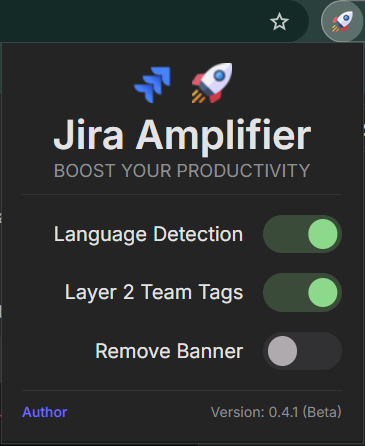 Jira Amplifier
BOOST YOUR PRODUCTIVITY
Language Detection
Layer 2 Team Tags
Remove Banner
Author Version: 0.4.1 (Beta)